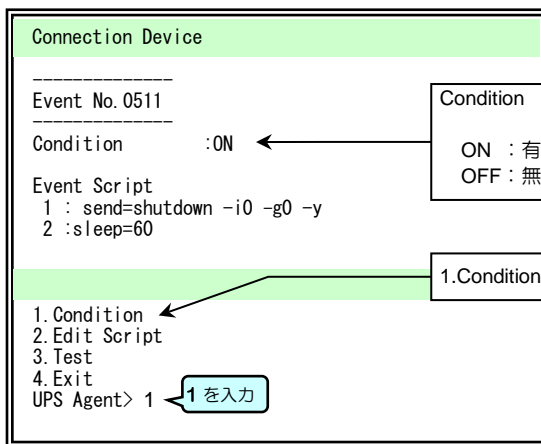 Connection Device
--------------
Event No.0511
--------------
Condition :ON
Event Script
1 : send=shutdown -i0 -g0 -y
2 :sleep=60
Condition
ON ：有
OFF：無
1.Condition
1.Condition
2.Edit Script
3.Test
4.Exit
UPS Agent> 1
1 を入力